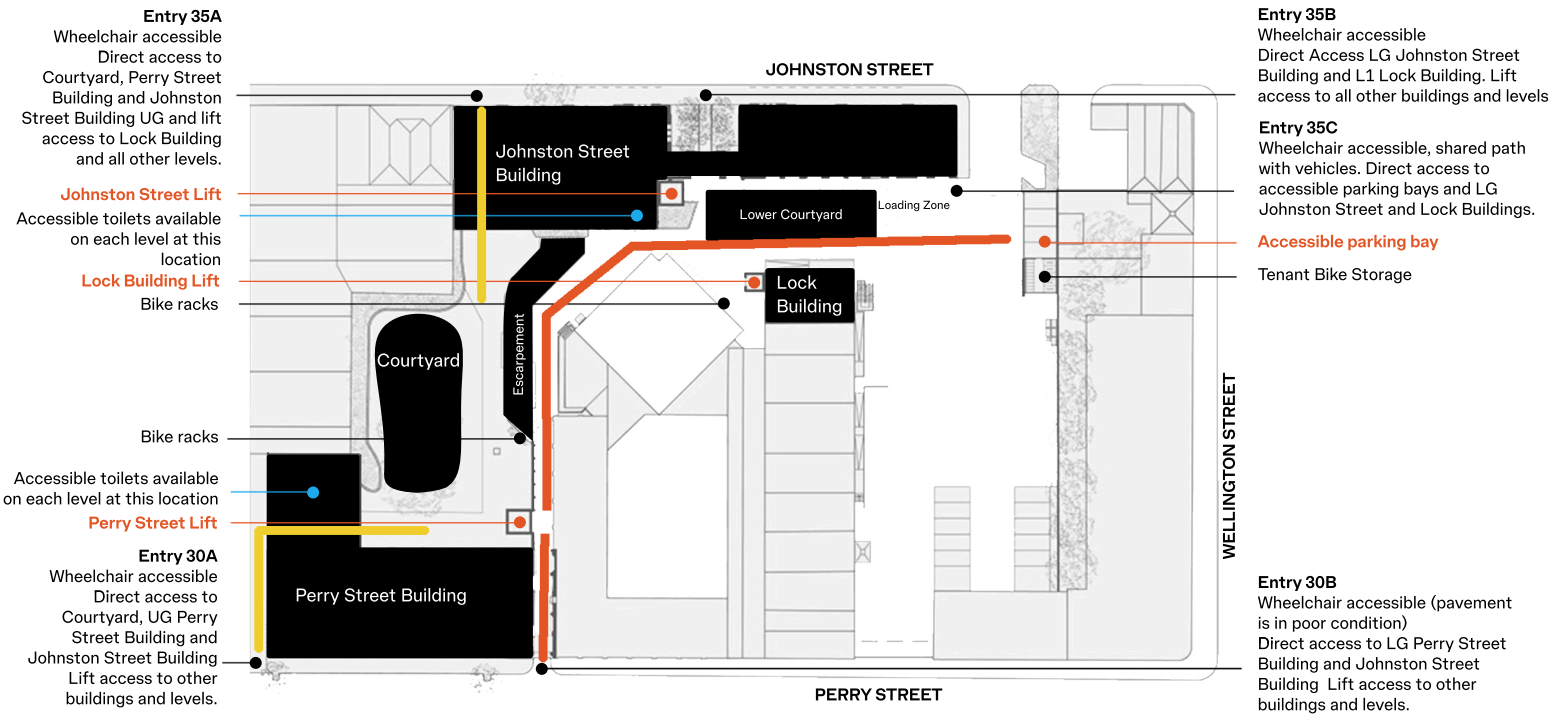 Entry 35A
Wheelchair accessible
Direct access to
Courtyard, Perry Street
Building and Johnston
Street Building UG and lift
access to Lock Building
and all other levels.
Johnston Street Lift
Accessible toilets available
on each level at this
location
Lock Building Lift
Bike racks
Bike racks
Accessible toilets available
on each level at this location
Perry Street Lift
Entry 30A
Wheelchair accessible
Direct access to
Courtyard, UG Perry
Street Building and
Johnston Street Building
Lift access to other
buildings and levels.
JOHNSTON STREET
Johnston Street
Building
Lower Courtyard
Loading Zone
Lock
Building
Escarpement
Courtyard
Perry Street Building
PERRY STREET
WELLINGTON STREET
Entry 35B
Wheelchair accessible
Direct Access LG Johnston Street
Building and L1 Lock Building. Lift
access to all other buildings and levels
Entry 35C
Wheelchair accessible, shared path
with vehicles. Direct access to
accessible parking bays and LG
Johnston Street and Lock Buildings.
Accessible parking bay
Tenant Bike Storage
Entry 30B
Wheelchair accessible (pavement
is in poor condition)
Direct access to LG Perry Street
Building and Johnston Street
Building  Lift access to other
buildings and levels.